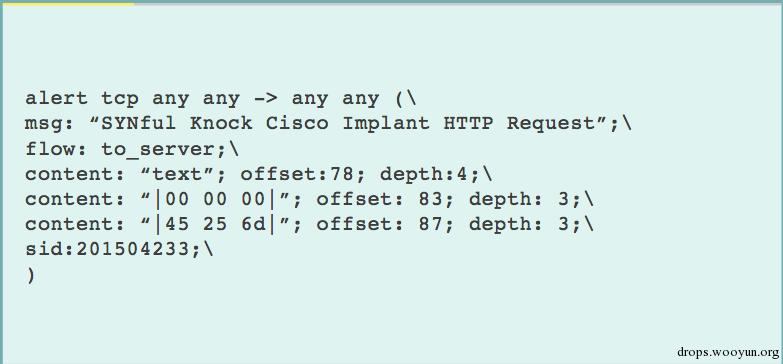 alert tcp any any -> any any (\
msg: “SYNful Knock Cisco Implant HTTP Request”;\
flow: to_server;\
content: “text”; offset:78; depth:4;\
content: “|00 00 00|”; offset: 83; depth: 3;\
content: “|45 25 6d|”; offset: 87; depth: 3;\
sid:201504233;\
)
drops.wooyun.org